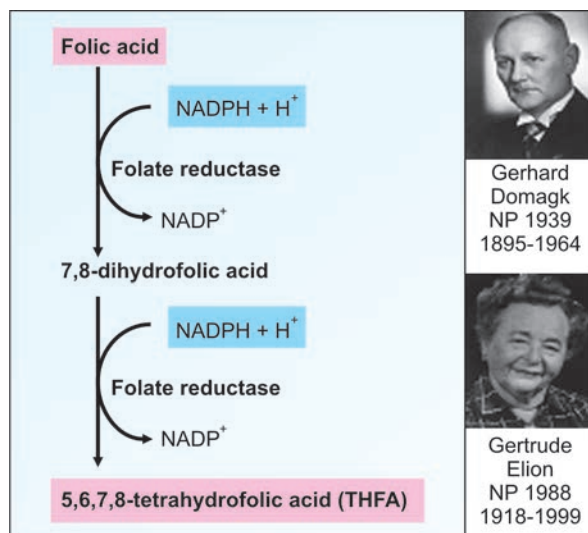 Folic acid
NADPH + H+
Folate reductase
NADP+
7,8-dihydrofolic acid
NADPH + H+
Folate reductase
NADP+
5,6,7,8-tetrahydrofolic acid (THFA)
Gerhard
Domagk
NP 1939
1895-1964
Gertrude
Elion
NP 1988
1918-1999